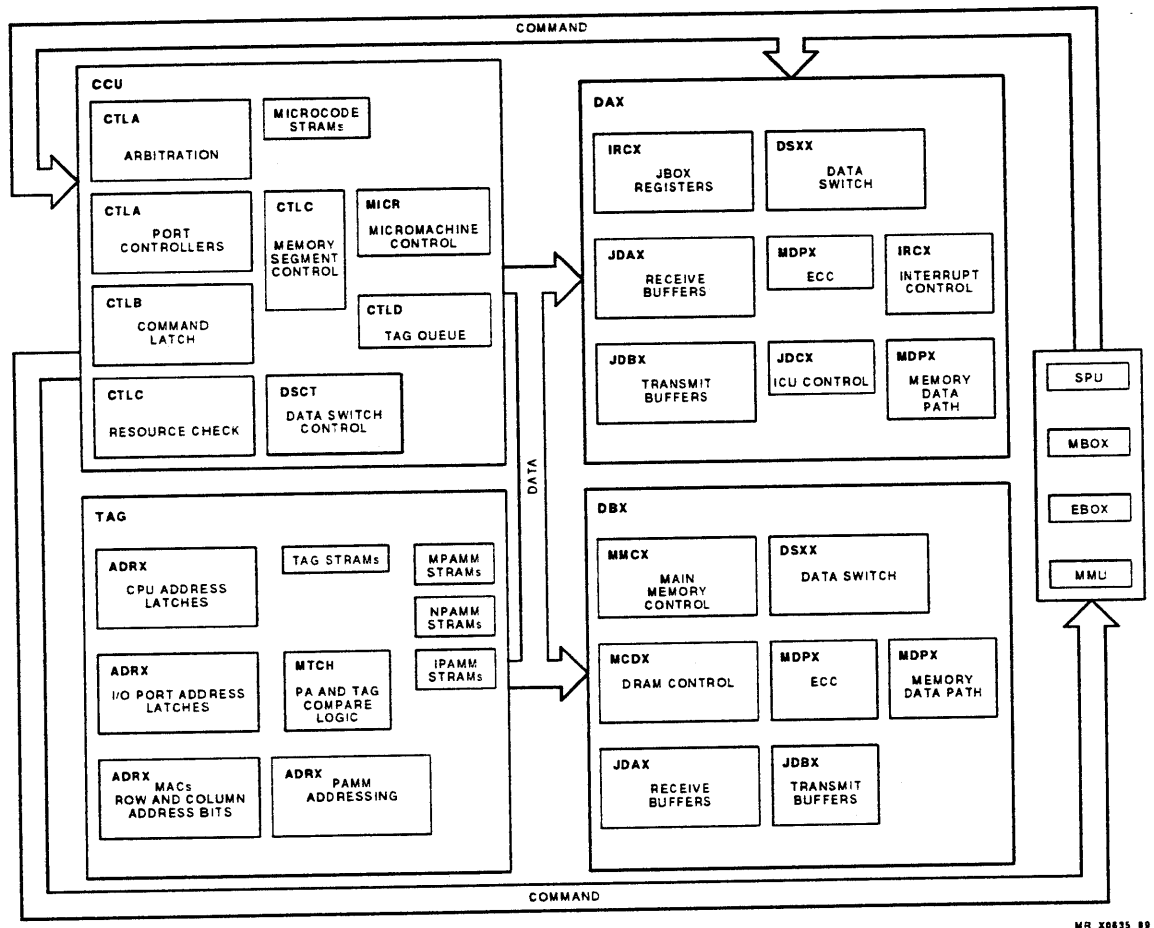 COMMAND
CCU
CTLA
ARBITRATION
MICROCODE
STRAMs
CTLA
PORT
CONTROLLERS
CTLC
MEMORY
SEGMENT
CONTROL
MICR
MICROMACHINE
CONTROL
CTLB
COMMAND
LATCH
CTLD
TAG QUEUE
CTLC
RESOURCE CHECK
DSCT
DATA SWITCH
CONTROL
DAX
IRCX
JBOX
REGISTERS
DSXX
DATA
SWITCH
JDAX
RECEIVE
BUFFERS
MDPX
ECC
IRCX
INTERRUPT
CONTROL
JDBX
TRANSMIT
BUFFERS
JDCX
ICU CONTROL
MDPX
MEMORY
DATA
PATH
DATA
SPU
MBOX
EBOX
MMU
TAG
ADRX
CPU ADDRESS
LATCHES
TAG STRAMs
MPAMM
STRAMs
NPAMM
STRAMs
ADRX
I/O PORT ADDRESS
LATCHES
MTCH
PA AND TAG
COMPARE
LOGIC
IPAMM
STRAMs
ADRX
MACs
ROW AND COLUMN
ADDRESS BITS
ADRX
PAMM
ADDRESSING
DBX
MMCX
MAIN
MEMORY
CONTROL
DSXX
DATA SWITCH
MCDX
DRAM CONTROL
MDPX
ECC
MDPX
MEMORY
DATA PATH
JDAX
RECEIVE
BUFFERS
JDBX
TRANSMIT
BUFFERS
COMMAND
MR_X0635_89